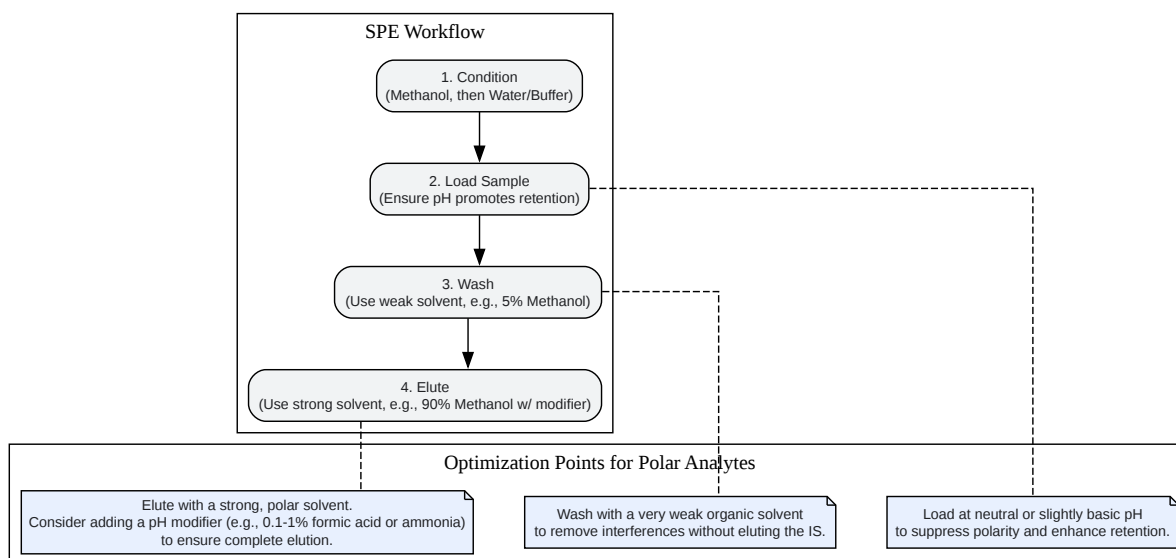 SPE Workflow
1. Condition
(Methanol, then Water/Buffer)
2. Load Sample
(Ensure pH promotes retention)
3. Wash
(Use weak solvent, e.g., 5% Methanol)
4. Elute
(Use strong solvent, e.g., 90% Methanol w/ modifier)
Optimization Points for Polar Analytes
Elute with a strong, polar solvent.
Consider adding a pH modifier (e.g., 0.1-1% formic acid or ammonia)
to ensure complete elution.
Wash with a very weak organic solvent
to remove interferences without eluting the IS.
Load at neutral or slightly basic pH
to suppress polarity and enhance retention.